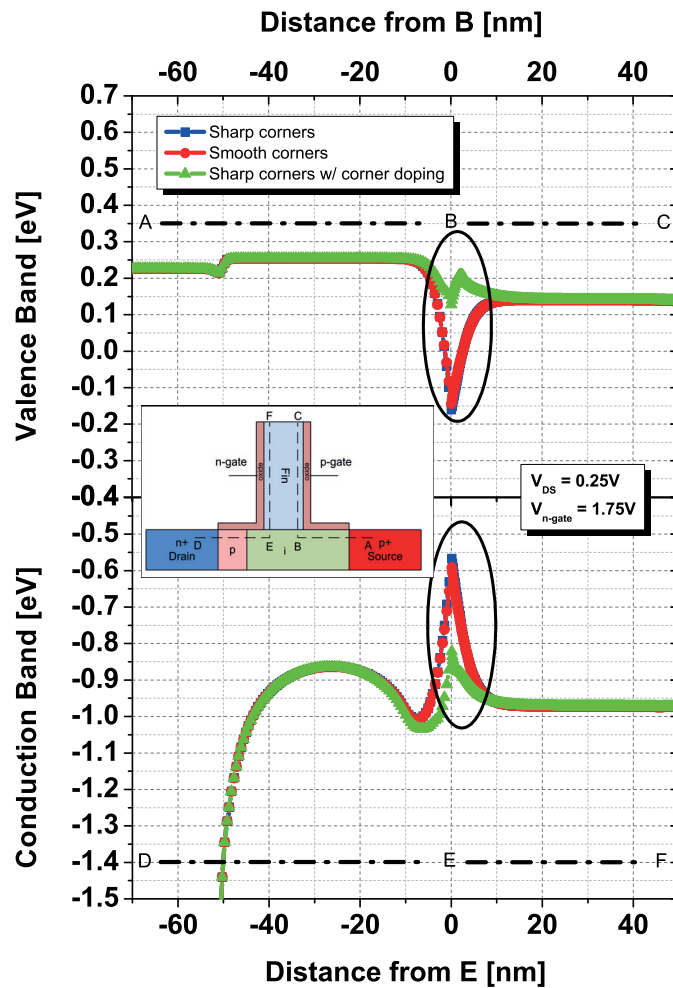 Distance from B [nm]
-60 -40 -20 0 20 40
0.7
0.6
0.5
0.4
0.3
0.2
0.1
0.0
-0.1
-0.2
-0.3
-0.4
-0.5
-0.6
-0.7
-0.8
-0.9
-1.0
-1.1
-1.2
-1.3
-1.4
-1.5
Valence Band [eV]
Conduction Band [eV]
Sharp corners
Smooth corners
Sharp corners w/ corner doping
A B C
F C
n-gate oxide Fin oxide p-gate
n+ D E B A p+
Drain p i Source
V_DS = 0.25V
V_n-gate = 1.75V
D E F
-60 -40 -20 0 20 40
Distance from E [nm]